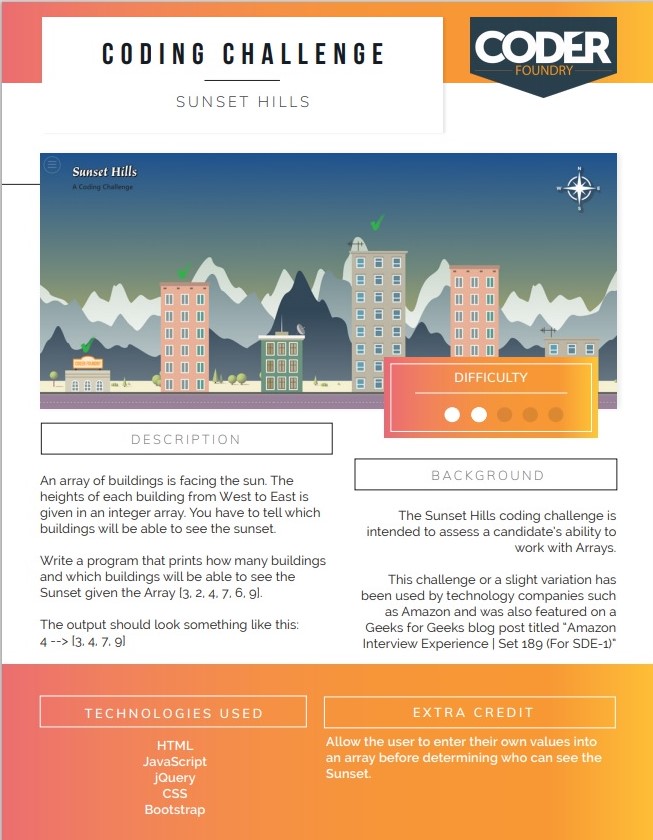 CODING CHALLENGE
SUNSET HILLS
CODER
FOUNDRY
Sunset Hills
A Coding Challenge
N
W
E
S
DIFFICULTY
DESCRIPTION
An array of buildings is facing the sun. The
heights of each building from West to East is
given in an integer array. You have to tell which
buildings will be able to see the sunset.
Write a program that prints how many buildings
and which buildings will be able to see the
Sunset given the Array [3, 2, 4, 7, 6, 9].
The output should look something like this:
4 --> [3, 4, 7, 9]
BACKGROUND
The Sunset Hills coding challenge is
intended to assess a candidate's ability to
work with Arrays.
This challenge or a slight variation has
been used by technology companies such
as Amazon and was also featured on a
Geeks for Geeks blog post titled “Amazon
Interview Experience | Set 189 (For SDE-1)”
TECHNOLOGIES USED
HTML
JavaScript
jQuery
CSS
Bootstrap
EXTRA CREDIT
Allow the user to enter their own values into
an array before determining who can see the
Sunset.